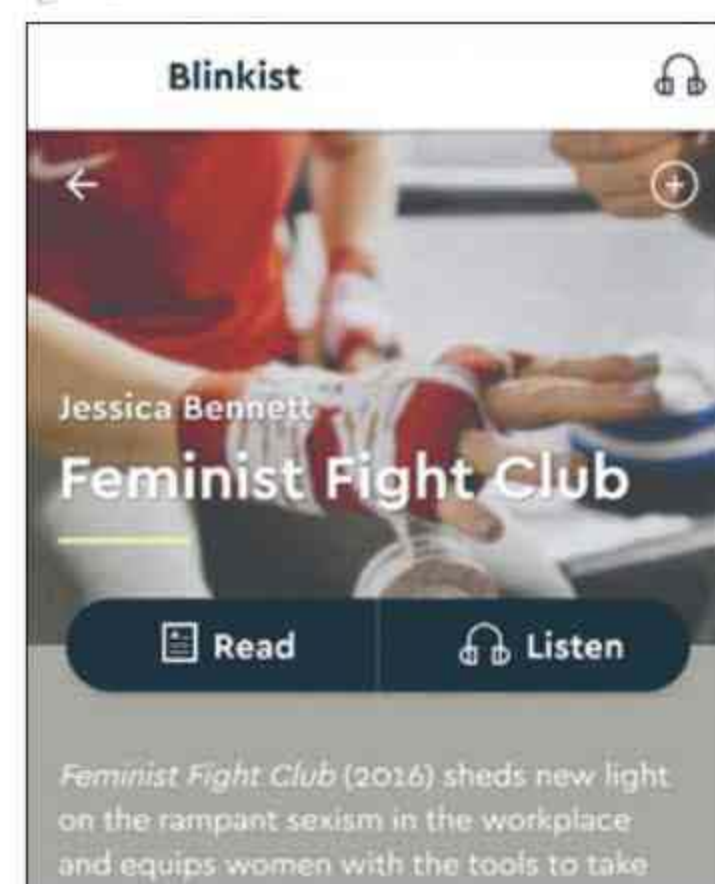 Blinkist
Jessica Bennett
Feminist Fight Club
Read Listen
Feminist Fight Club (2016) sheds new light
on the rampant sexism in the workplace
and equips women with the tools to take